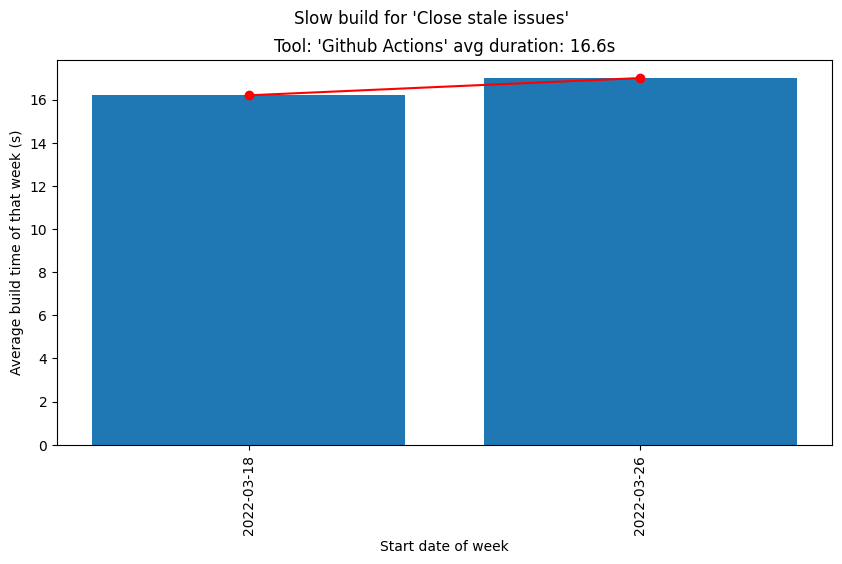 Slow build for 'Close stale issues'
Tool: 'Github Actions' avg duration: 16.6s
Average build time of that week (s)
16
14
12
10
8
6
4
2
0
2022-03-18
2022-03-26
Start date of week